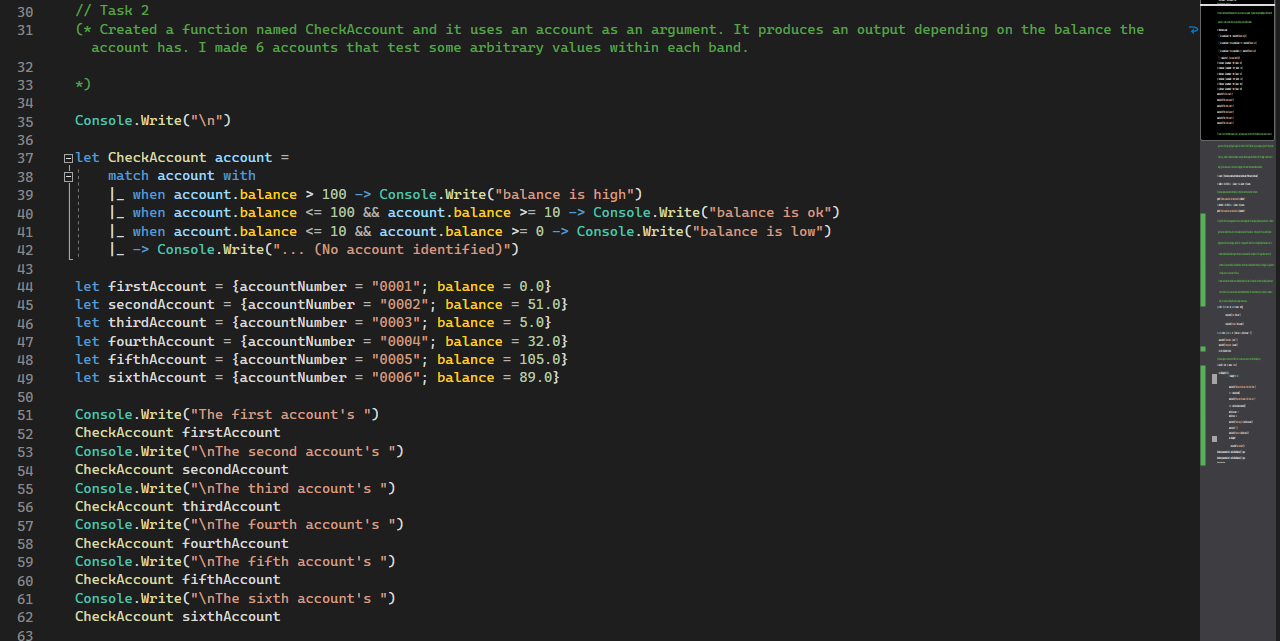 30 // Task 2
31 (* Created a function named CheckAccount and it uses an account as an argument. It produces an output depending on the balance the
account has. I made 6 accounts that test some arbitrary values within each band.
32
33 *)
34
35 Console.Write("\n")
36
37 let CheckAccount account =
38 match account with
39 |_ when account.balance > 100 -> Console.Write("balance is high")
40 |_ when account.balance <= 100 && account.balance >= 10 -> Console.Write("balance is ok")
41 |_ when account.balance <= 10 && account.balance >= 0 -> Console.Write("balance is low")
42 |_ -> Console.Write("... (No account identified)")
43
44 let firstAccount = {accountNumber = "0001"; balance = 0.0}
45 let secondAccount = {accountNumber = "0002"; balance = 51.0}
46 let thirdAccount = {accountNumber = "0003"; balance = 5.0}
47 let fourthAccount = {accountNumber = "0004"; balance = 32.0}
48 let fifthAccount = {accountNumber = "0005"; balance = 105.0}
49 let sixthAccount = {accountNumber = "0006"; balance = 89.0}
50
51 Console.Write("The first account's ")
52 CheckAccount firstAccount
53 Console.Write("\nThe second account's ")
54 CheckAccount secondAccount
55 Console.Write("\nThe third account's ")
56 CheckAccount thirdAccount
57 Console.Write("\nThe fourth account's ")
58 CheckAccount fourthAccount
59 Console.Write("\nThe fifth account's ")
60 CheckAccount fifthAccount
61 Console.Write("\nThe sixth account's ")
62 CheckAccount sixthAccount
63